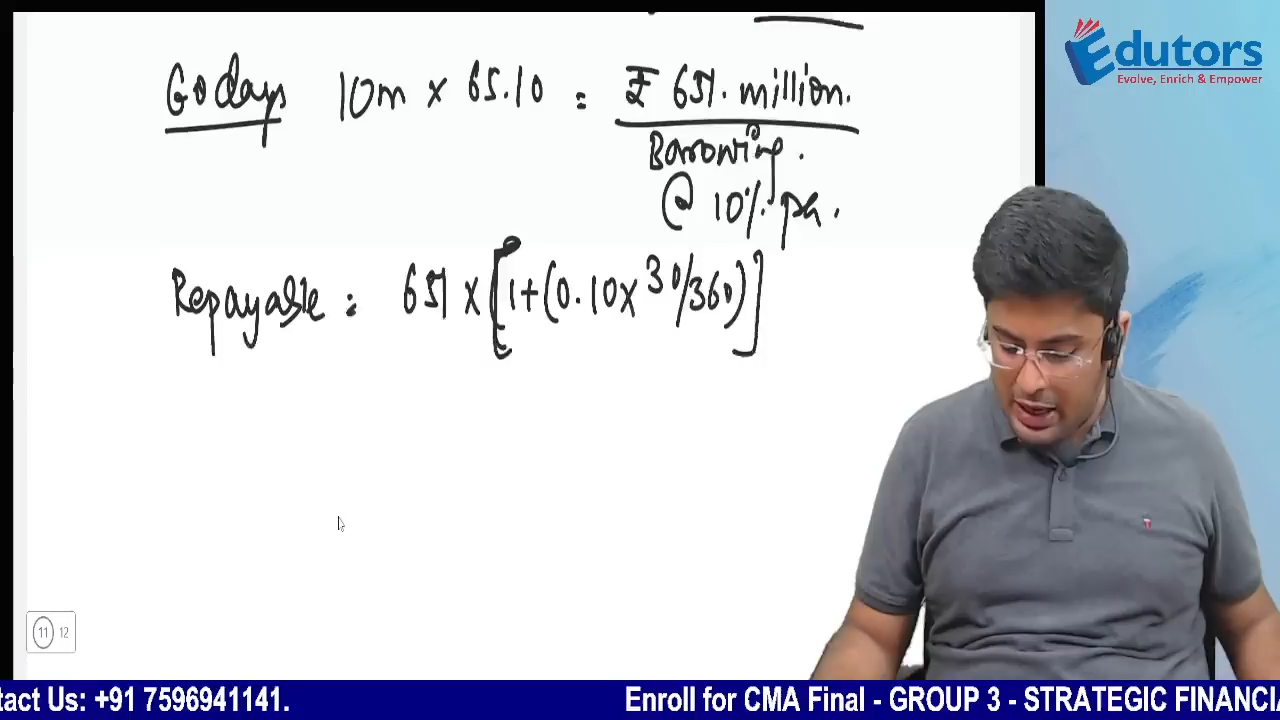 Edutors
Evolve, Enrich & Empower
60 days 10m × 65.10 = ₹ 651. million.
Borrowing.
@ 10% pa.
Repayable = 651 × [1+(0.10×30/360)]
11 12
tact Us: +91 7596941141. Enroll for CMA Final - GROUP 3 - STRATEGIC FINANCI